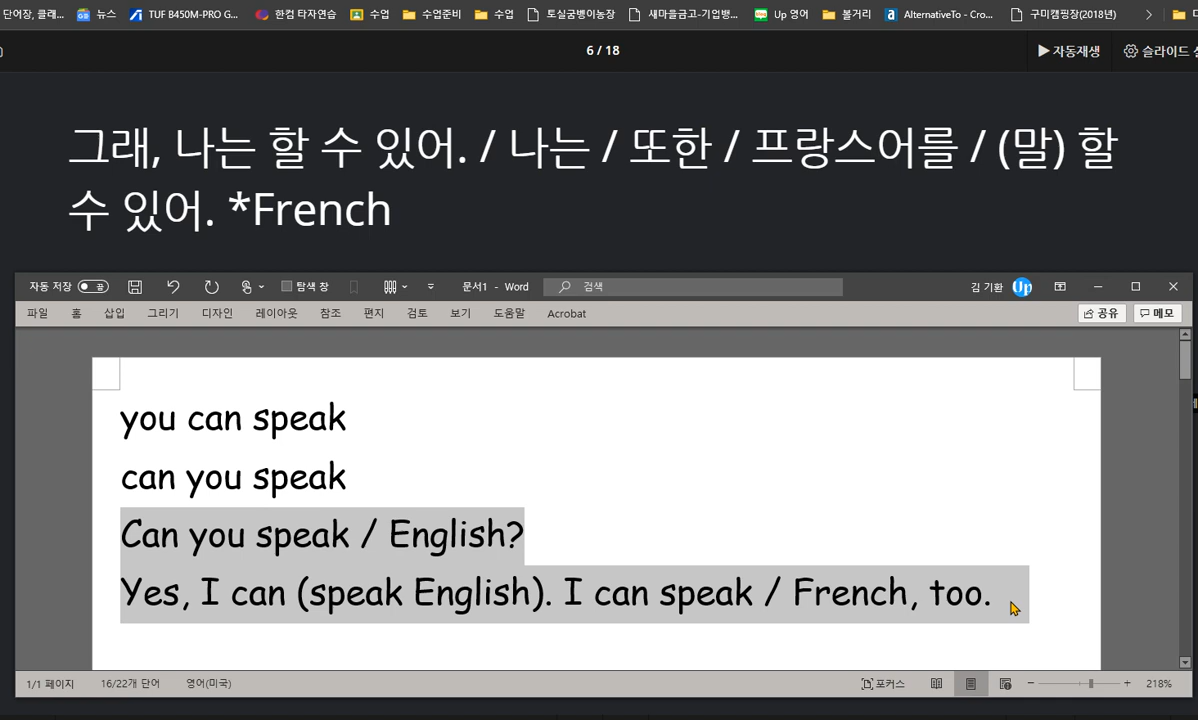 단어장, 클래... 뉴스 TUF B450M-PRO G... 한컴 타자연습 수업 수업준비 수업 토실굼벵이농장 새마을금고-기업뱅... Up 영어 볼거리 AlternativeTo - Cro... 구미캠핑장(2018년)
6 / 18 자동재생 슬라이드
그래, 나는 할 수 있어. / 나는 / 또한 / 프랑스어를 / (말) 할
수 있어. *French
자동 저장 끔 탐색 창 문서1 - Word 검색 김 기환 Up
파일 홈 삽입 그리기 디자인 레이아웃 참조 편지 검토 보기 도움말 Acrobat 공유 메모
you can speak
can you speak
Can you speak / English?
Yes, I can (speak English). I can speak / French, too.
1/1 페이지 16/22개 단어 영어(미국) 포커스 218%